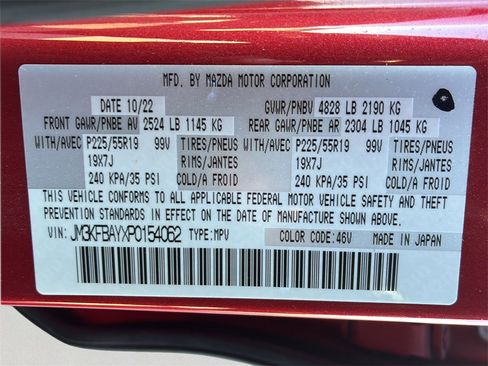 MFD. BY MAZDA MOTOR CORPORATION
DATE 10/22 GVWR/PNBV 4828 LB 2190 KG
FRONT GAWR/PNBE AV 2524 LB 1145 KG REAR GAWR/PNBE AR 2304 LB 1045 KG
WITH/AVEC P225/55R19 99V TIRES/PNEUS WITH/AVEC P225/55R19 99V TIRES/PNEUS
19X7J RIMS/JANTES 19X7J RIMS/JANTES
240 KPA/35 PSI COLD/A FROID 240 KPA/35 PSI COLD/A FROID
THIS VEHICLE CONFORMS TO ALL APPLICABLE FEDERAL MOTOR VEHICLE SAFETY AND THEFT
PREVENTION STANDARDS IN EFFECT ON THE DATE OF MANUFACTURE SHOWN ABOVE.
VIN: JM3KFBAYXP0154062 TYPE: MPV COLOR CODE: 46V MADE IN JAPAN